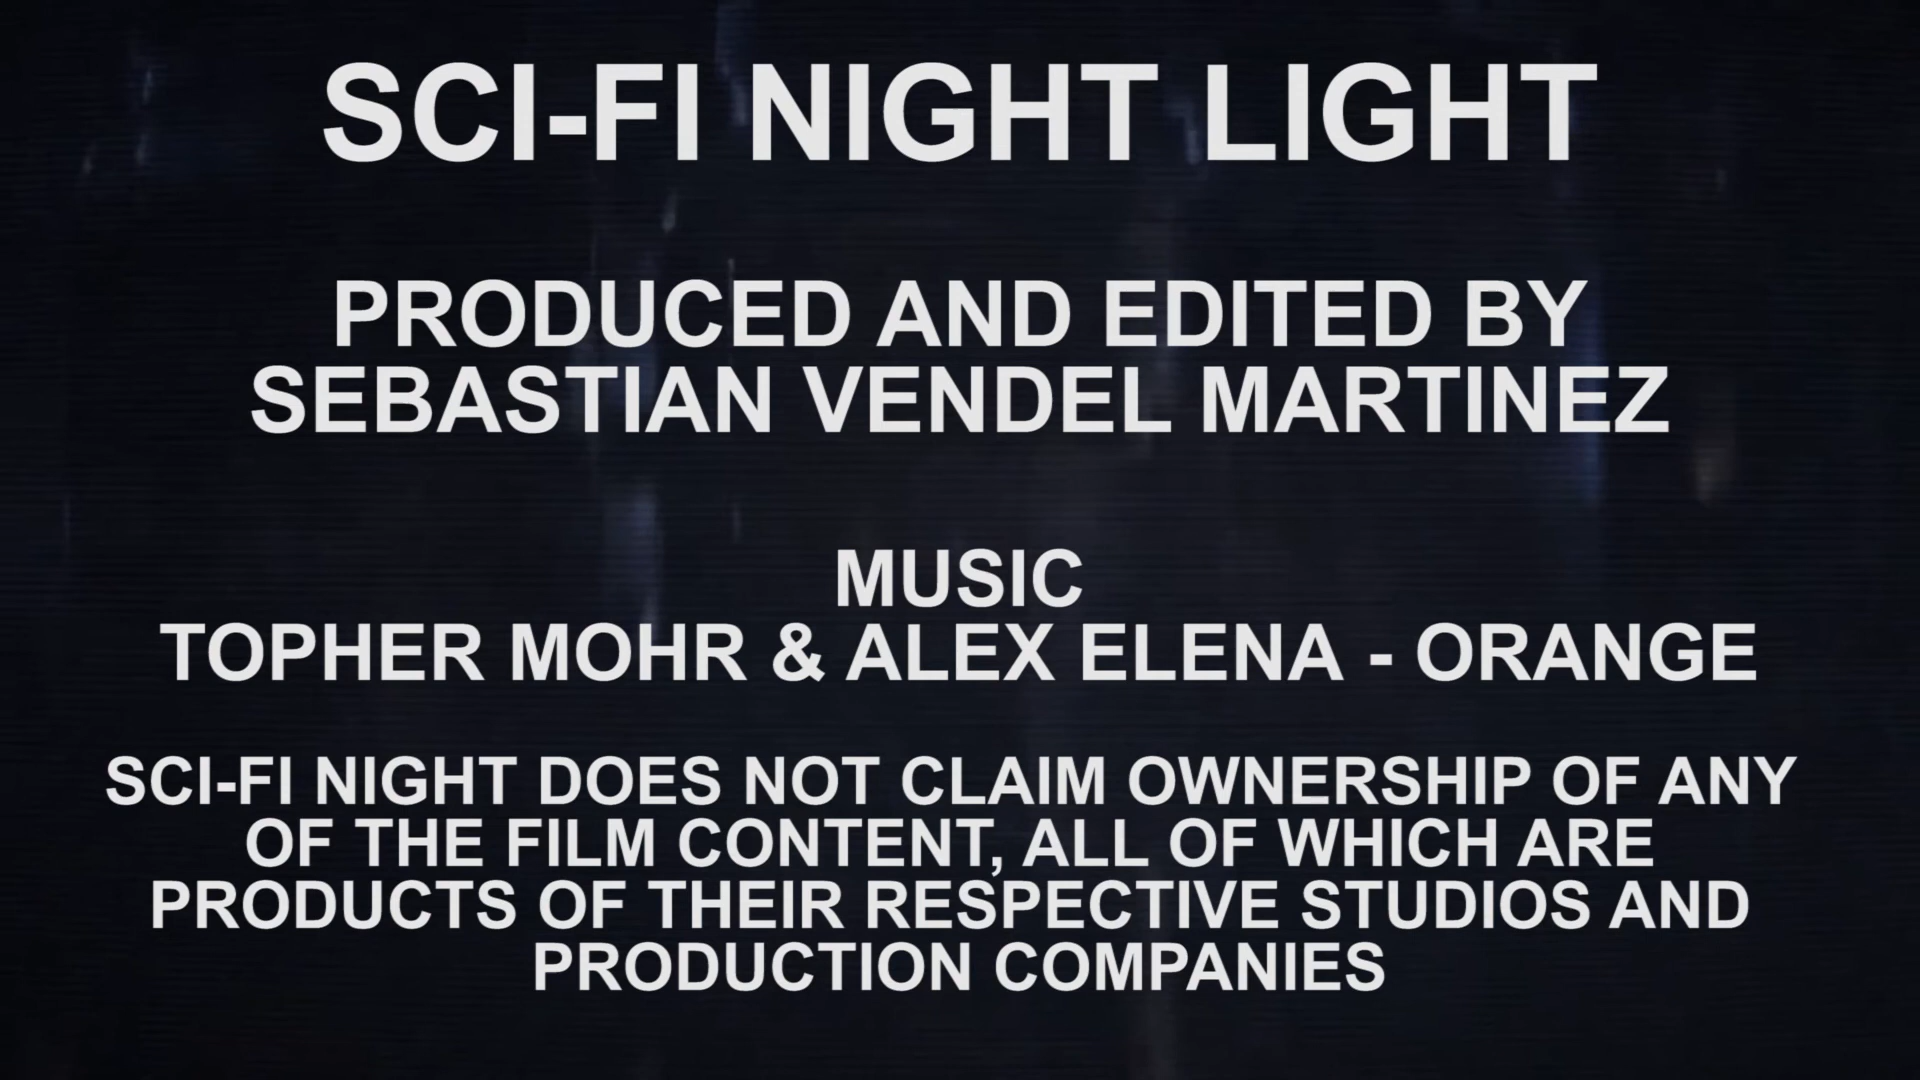 SCI-FI NIGHT LIGHT
PRODUCED AND EDITED BY
SEBASTIAN VENDEL MARTINEZ
MUSIC
TOPHER MOHR & ALEX ELENA - ORANGE
SCI-FI NIGHT DOES NOT CLAIM OWNERSHIP OF ANY
OF THE FILM CONTENT, ALL OF WHICH ARE
PRODUCTS OF THEIR RESPECTIVE STUDIOS AND
PRODUCTION COMPANIES